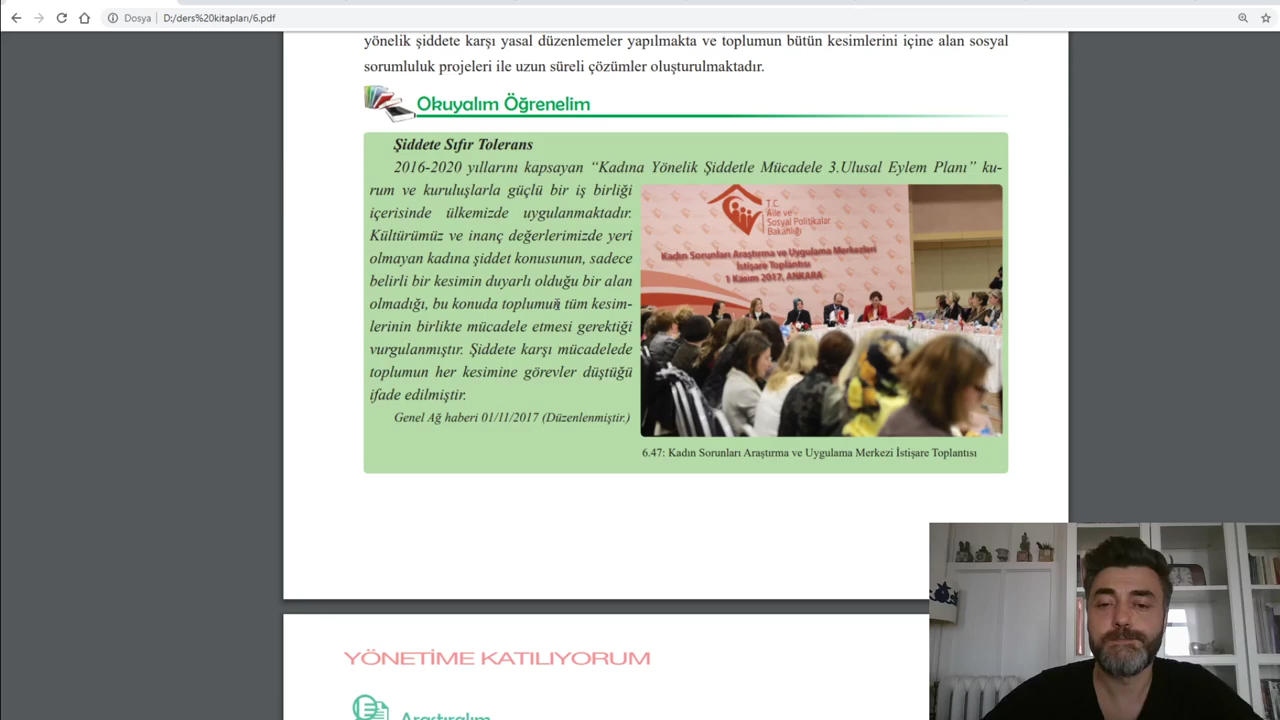 Dosya
D:/ders%20kitapları/6.pdf
yönelik şiddete karşı yasal düzenlemeler yapılmakta ve toplumun bütün kesimlerini içine alan sosyal
sorumluluk projeleri ile uzun süreli çözümler oluşturulmaktadır.
Okuyalım Öğrenelim
Şiddete Sıfır Tolerans
2016-2020 yıllarını kapsayan “Kadına Yönelik Şiddetle Mücadele 3.Ulusal Eylem Planı” ku-
rum ve kuruluşlarla güçlü bir iş birliği
içerisinde ülkemizde uygulanmaktadır.
Kültürümüz ve inanç değerlerimizde yeri
olmayan kadına şiddet konusunun, sadece
belirli bir kesimin duyarlı olduğu bir alan
olmadığı, bu konuda toplumun tüm kesim-
lerinin birlikte mücadele etmesi gerektiği
vurgulanmıştır. Şiddete karşı mücadelede
toplumun her kesimine görevler düştüğü
ifade edilmiştir.
Genel Ağ haberi 01/11/2017 (Düzenlenmiştir.)
T.C.
Aile ve
Sosyal Politikalar
Bakanlığı
Kadın Sorunları Araştırma ve Uygulama Merkezleri
İstişare Toplantısı
1 Kasım 2017, ANKARA
6.47: Kadın Sorunları Araştırma ve Uygulama Merkezi İstişare Toplantısı
YÖNETİME KATILIYORUM
Araştıralım